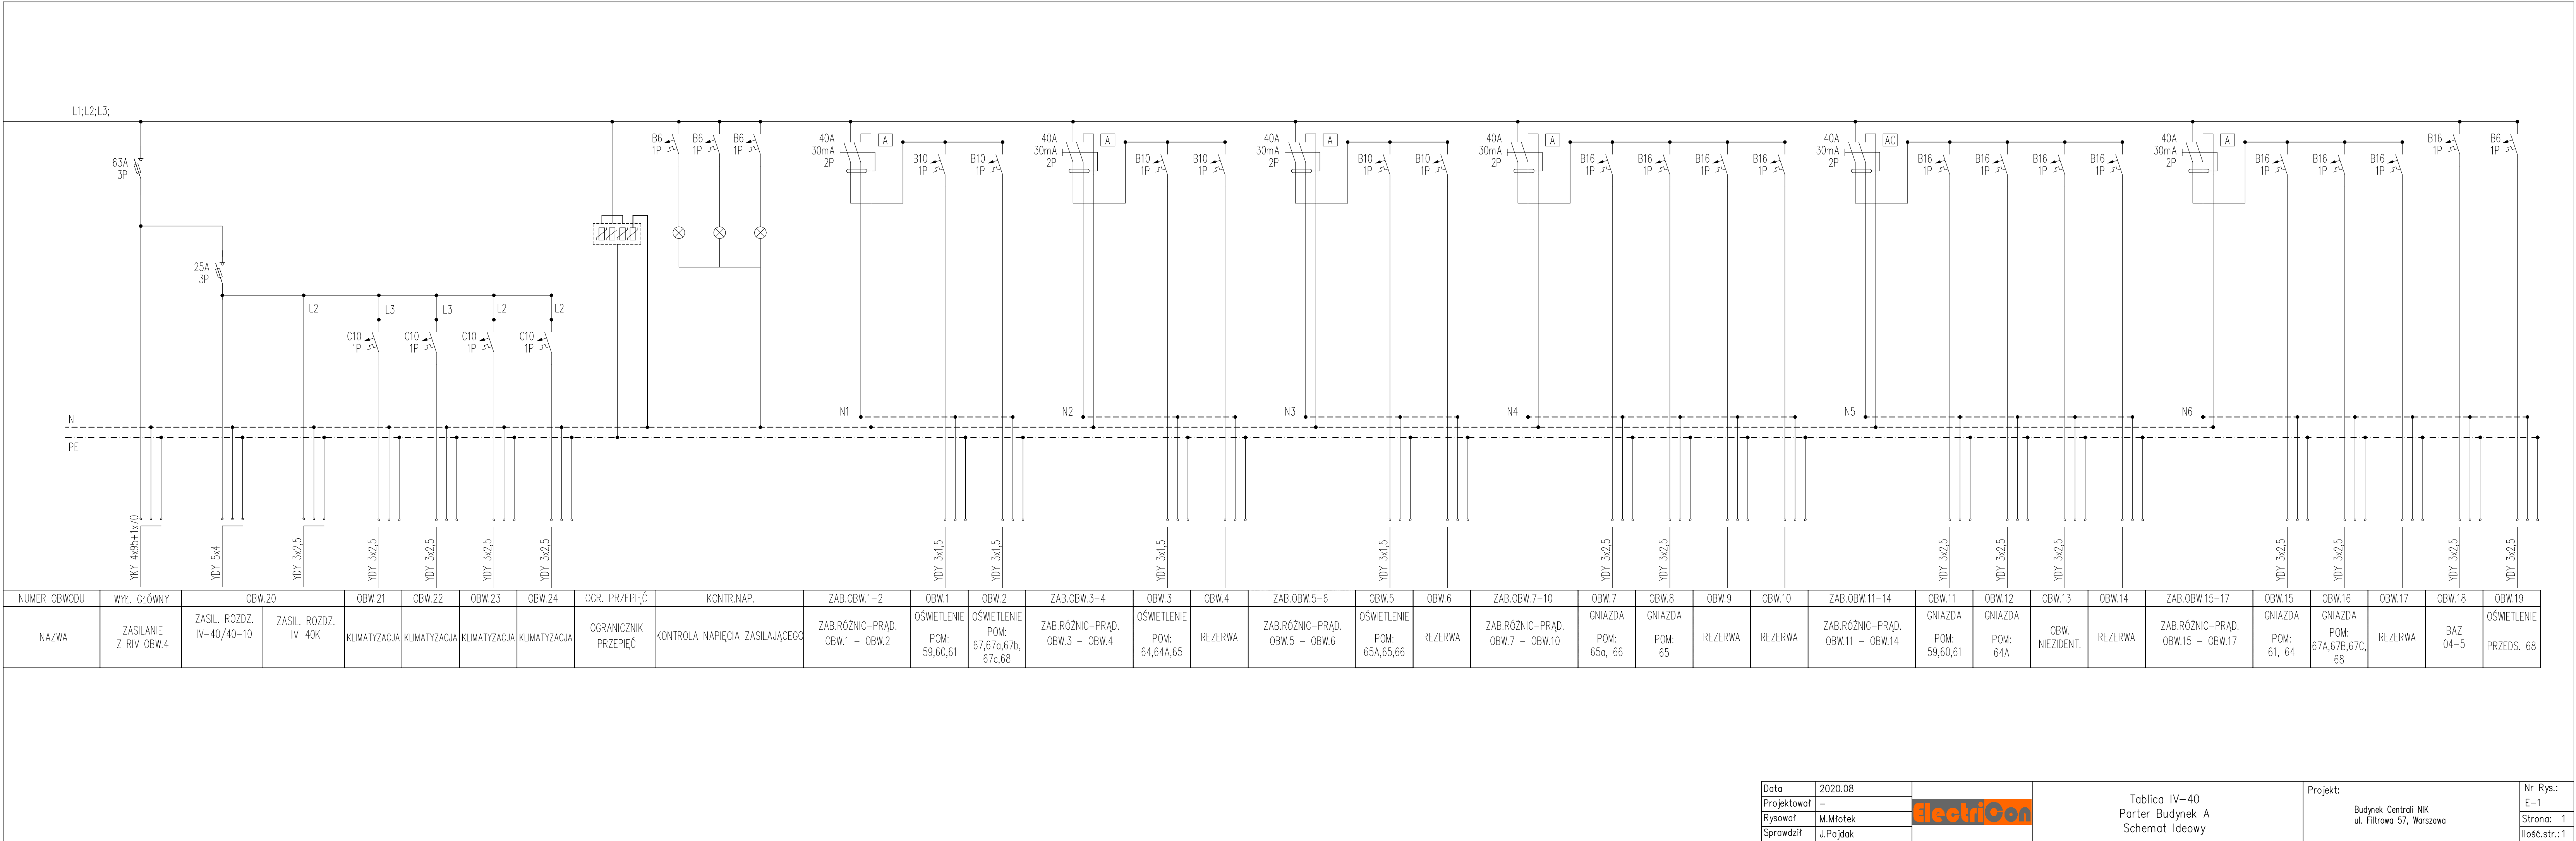 L1;L2;L3;
63A
3P
25A
3P
L2
L3
L3
L2
L2
C10
1P
C10
1P
C10
1P
C10
1P
B6
1P
B6
1P
B6
1P
40A
30mA
2P
A
B10
1P
B10
1P
40A
30mA
2P
A
B10
1P
B10
1P
40A
30mA
2P
A
B10
1P
B10
1P
40A
30mA
2P
A
B16
1P
B16
1P
B16
1P
B16
1P
40A
30mA
2P
AC
B16
1P
B16
1P
B16
1P
B16
1P
40A
30mA
2P
A
B16
1P
B16
1P
B16
1P
B16
1P
B6
1P
N1
N2
N3
N4
N5
N6
N
PE
YKY 4x95+1x70
YDY 5x4
YDY 3x2,5
YDY 3x2,5
YDY 3x2,5
YDY 3x2,5
YDY 3x2,5
YDY 3x1,5
YDY 3x1,5
YDY 3x1,5
YDY 3x1,5
YDY 3x2,5
YDY 3x2,5
YDY 3x2,5
YDY 3x2,5
YDY 3x2,5
YDY 3x2,5
YDY 3x2,5
YDY 3x2,5
NUMER OBWODU
WYŁ. GŁÓWNY
OBW.20
OBW.21
OBW.22
OBW.23
OBW.24
OGR. PRZEPIĘĆ
KONTR.NAP.
ZAB.OBW.1-2
OBW.1
OBW.2
ZAB.OBW.3-4
OBW.3
OBW.4
ZAB.OBW.5-6
OBW.5
OBW.6
ZAB.OBW.7-10
OBW.7
OBW.8
OBW.9
OBW.10
ZAB.OBW.11-14
OBW.11
OBW.12
OBW.13
OBW.14
ZAB.OBW.15-17
OBW.15
OBW.16
OBW.17
OBW.18
OBW.19
NAZWA
ZASILANIE
Z RIV OBW.4
ZASIL. ROZDZ.
IV-40/40-10
ZASIL. ROZDZ.
IV-40K
KLIMATYZACJA
KLIMATYZACJA
KLIMATYZACJA
KLIMATYZACJA
OGRANICZNIK
PRZEPIĘĆ
KONTROLA NAPIĘCIA ZASILAJĄCEGO
ZAB.RÓŻNIC-PRĄD.
OBW.1 - OBW.2
OŚWIETLENIE
POM:
59,60,61
OŚWIETLENIE
POM:
67,67a,67b,
67c,68
ZAB.RÓŻNIC-PRĄD.
OBW.3 - OBW.4
OŚWIETLENIE
POM:
64,64A,65
REZERWA
ZAB.RÓŻNIC-PRĄD.
OBW.5 - OBW.6
OŚWIETLENIE
POM:
65A,65,66
REZERWA
ZAB.RÓŻNIC-PRĄD.
OBW.7 - OBW.10
GNIAZDA
POM:
65a, 66
GNIAZDA
POM:
65
REZERWA
REZERWA
ZAB.RÓŻNIC-PRĄD.
OBW.11 - OBW.14
GNIAZDA
POM:
59,60,61
GNIAZDA
POM:
64A
OBW.
NIEZIDENT.
REZERWA
ZAB.RÓŻNIC-PRĄD.
OBW.15 - OBW.17
GNIAZDA
POM:
61, 64
GNIAZDA
POM:
67A,67B,67C,
68
REZERWA
BAZ
04-5
OŚWIETLENIE
PRZEDS. 68
Data 2020.08
Projektował -
Rysował M.Młotek
Sprawdził J.Pajdak
ElectriCon
Tablica IV-40
Parter Budynek A
Schemat Ideowy
Projekt:
Budynek Centrali NIK
ul. Filtrowa 57, Warszawa
Nr Rys.:
E-1
Strona: 1
Ilość.str.: 1